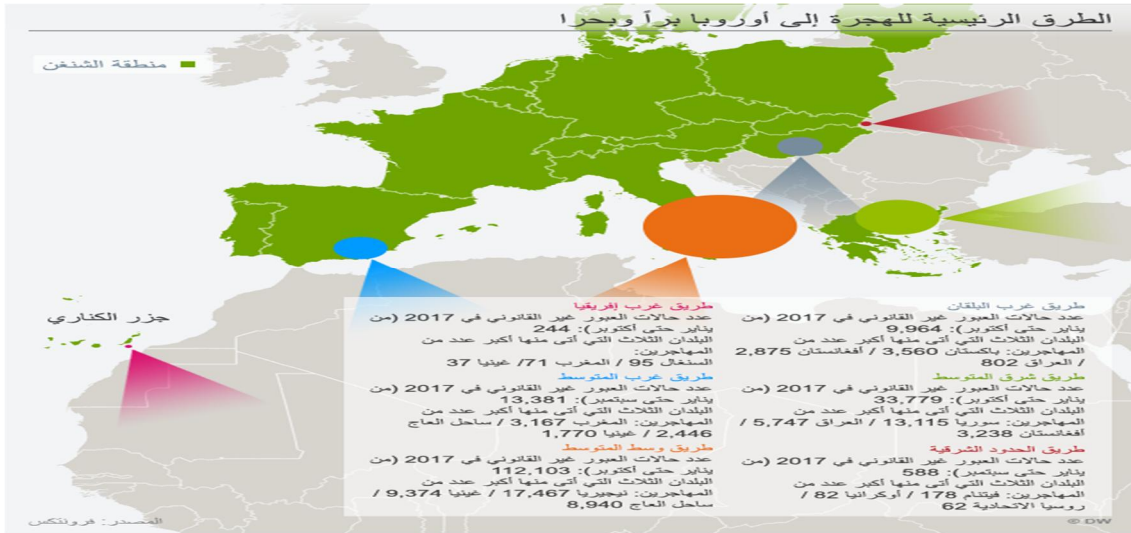 الطرق الرئيسية للهجرة إلى أوروبا براً وبحرا
منطقة الشنغن
جزر الكناري
طريق غرب البلقان
عدد حالات العبور غير القانوني في 2017 (من
يناير حتى أكتوبر): 9,964
البلدان الثلاث التي أتى منها أكبر عدد من
المهاجرين: باكستان 3,560 / أفغانستان 2,875
/ العراق 802
طريق شرق المتوسط
عدد حالات العبور غير القانوني في 2017 (من
يناير حتى أكتوبر): 33,779
البلدان الثلاث التي أتى منها أكبر عدد من
المهاجرين: سوريا 13,115 / العراق 5,747 /
أفغانستان 3,238
طريق الحدود الشرقية
عدد حالات العبور غير القانوني في 2017 (من
يناير حتى سبتمبر): 588
البلدان الثلاث التي أتى منها أكبر عدد من
المهاجرين: فيتنام 178 / أوكرانيا 82 /
روسيا الاتحادية 62
طريق غرب إفريقيا
عدد حالات العبور غير القانوني في 2017 (من
يناير حتى أكتوبر): 244
البلدان الثلاث التي أتى منها أكبر عدد من
المهاجرين:
السنغال 95 / المغرب 71/ غينيا 37
طريق غرب المتوسط
عدد حالات العبور غير القانوني في 2017 (من
يناير حتى سبتمبر): 13,381
البلدان الثلاث التي أتى منها أكبر عدد من
المهاجرين: المغرب 3,167 / ساحل العاج
2,446 / غينيا 1,770
طريق وسط المتوسط
عدد حالات العبور غير القانوني في 2017 (من
يناير حتى أكتوبر): 112,103
البلدان الثلاث التي أتى منها أكبر عدد من
المهاجرين: نيجيريا 17,467 / غينيا 9,374 /
ساحل العاج 8,940
المصدر: فرونتكس
© DW